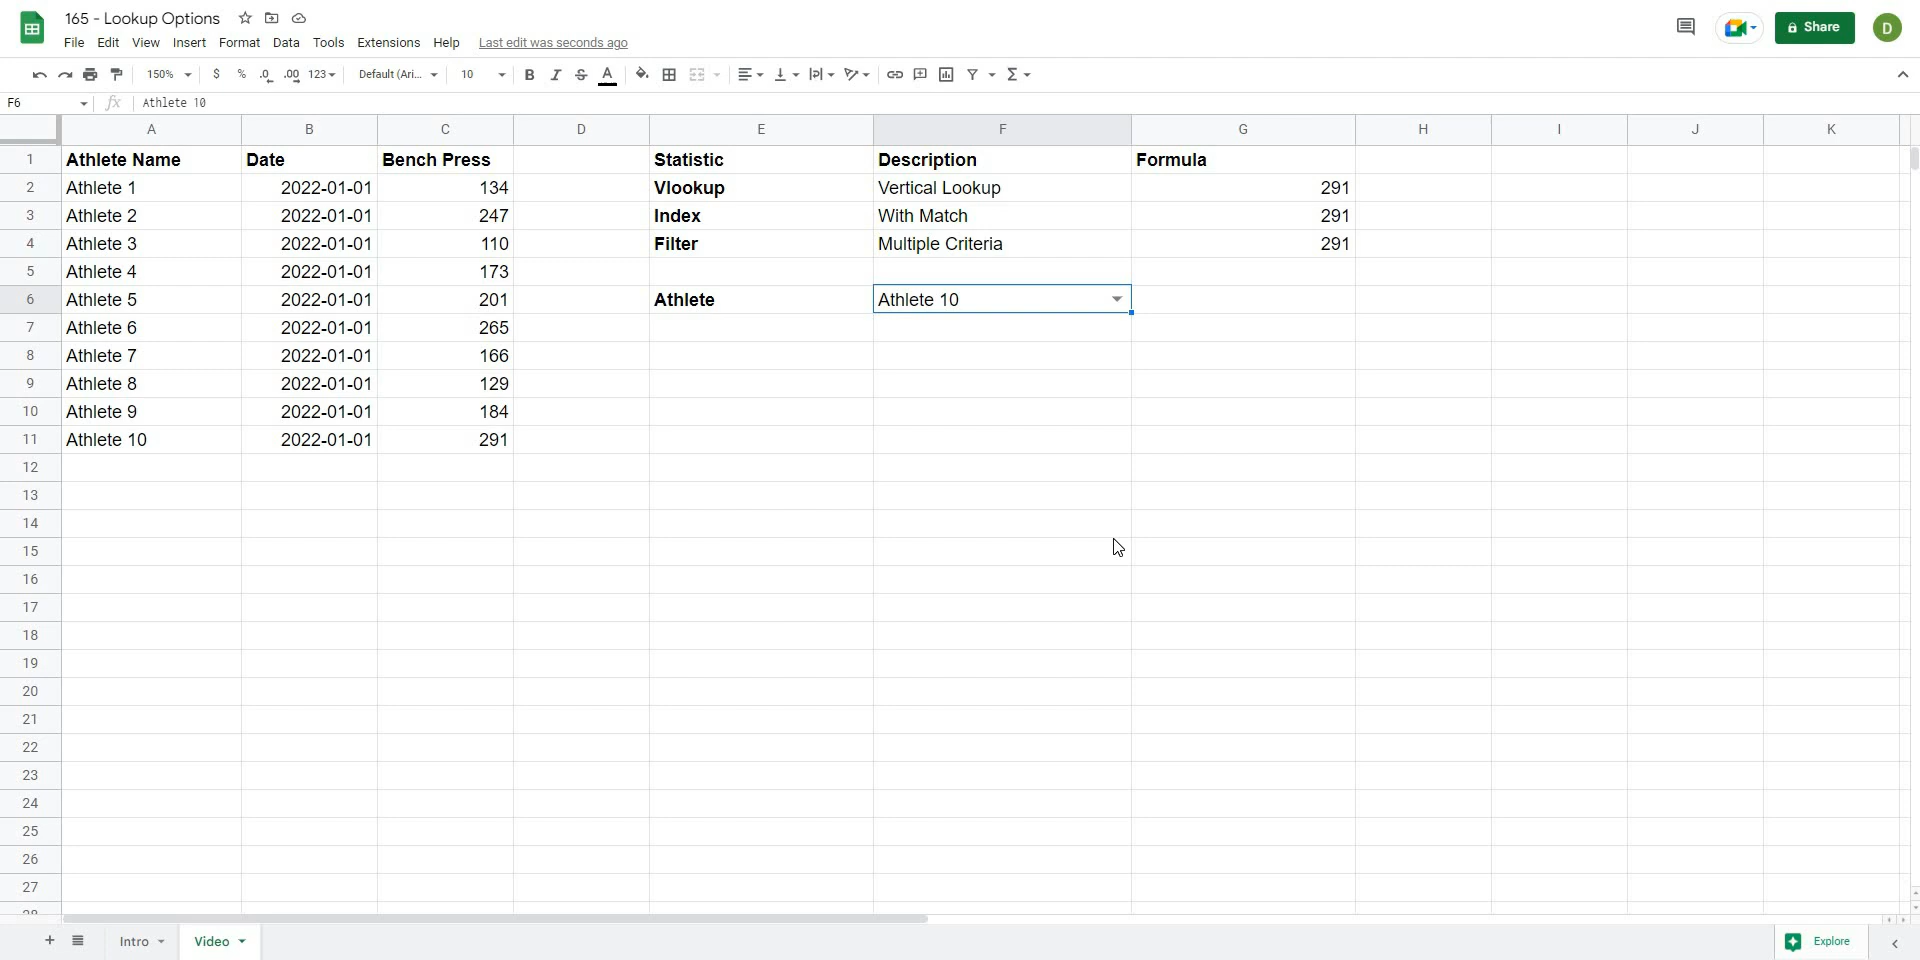 165 - Lookup Options
File Edit View Insert Format Data Tools Extensions Help Last edit was seconds ago
Share
D
150% $ % .0 .00 123 Default (Ari... 10 B I S A
F6 fx Athlete 10
A B C D E F G H I J K
1 Athlete Name Date Bench Press Statistic Description Formula
2 Athlete 1 2022-01-01 134 Vlookup Vertical Lookup 291
3 Athlete 2 2022-01-01 247 Index With Match 291
4 Athlete 3 2022-01-01 110 Filter Multiple Criteria 291
5 Athlete 4 2022-01-01 173
6 Athlete 5 2022-01-01 201 Athlete Athlete 10
7 Athlete 6 2022-01-01 265
8 Athlete 7 2022-01-01 166
9 Athlete 8 2022-01-01 129
10 Athlete 9 2022-01-01 184
11 Athlete 10 2022-01-01 291
12
13
14
15
16
17
18
19
20
21
22
23
24
25
26
27
28
Intro Video Explore